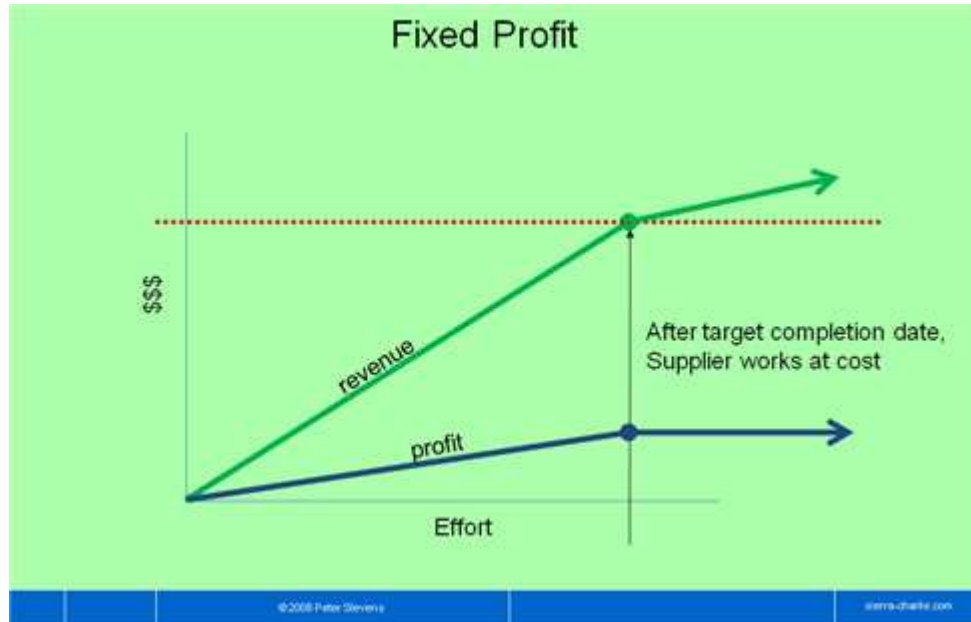 Fixed Profit
$$$
revenue
profit
After target completion date,
Supplier works at cost
Effort
©2008 Peter Stevens
sierra-charlie.com